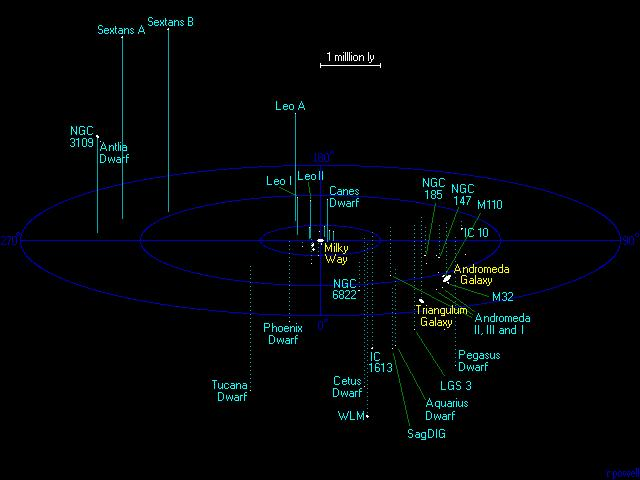 Sextans A
Sextans B
1 milllion ly
Leo A
NGC
3109
Antlia
Dwarf
180°
Leo I
Leo II
Canes
Dwarf
NGC
185
NGC
147
M110
IC 10
270°
90°
Milky
Way
Andromeda
Galaxy
NGC
6822
M32
Triangulum
Galaxy
Andromeda
II, III and I
0°
Phoenix
Dwarf
IC
1613
Pegasus
Dwarf
Tucana
Dwarf
Cetus
Dwarf
LGS 3
WLM
Aquarius
Dwarf
SagDIG
r.powell